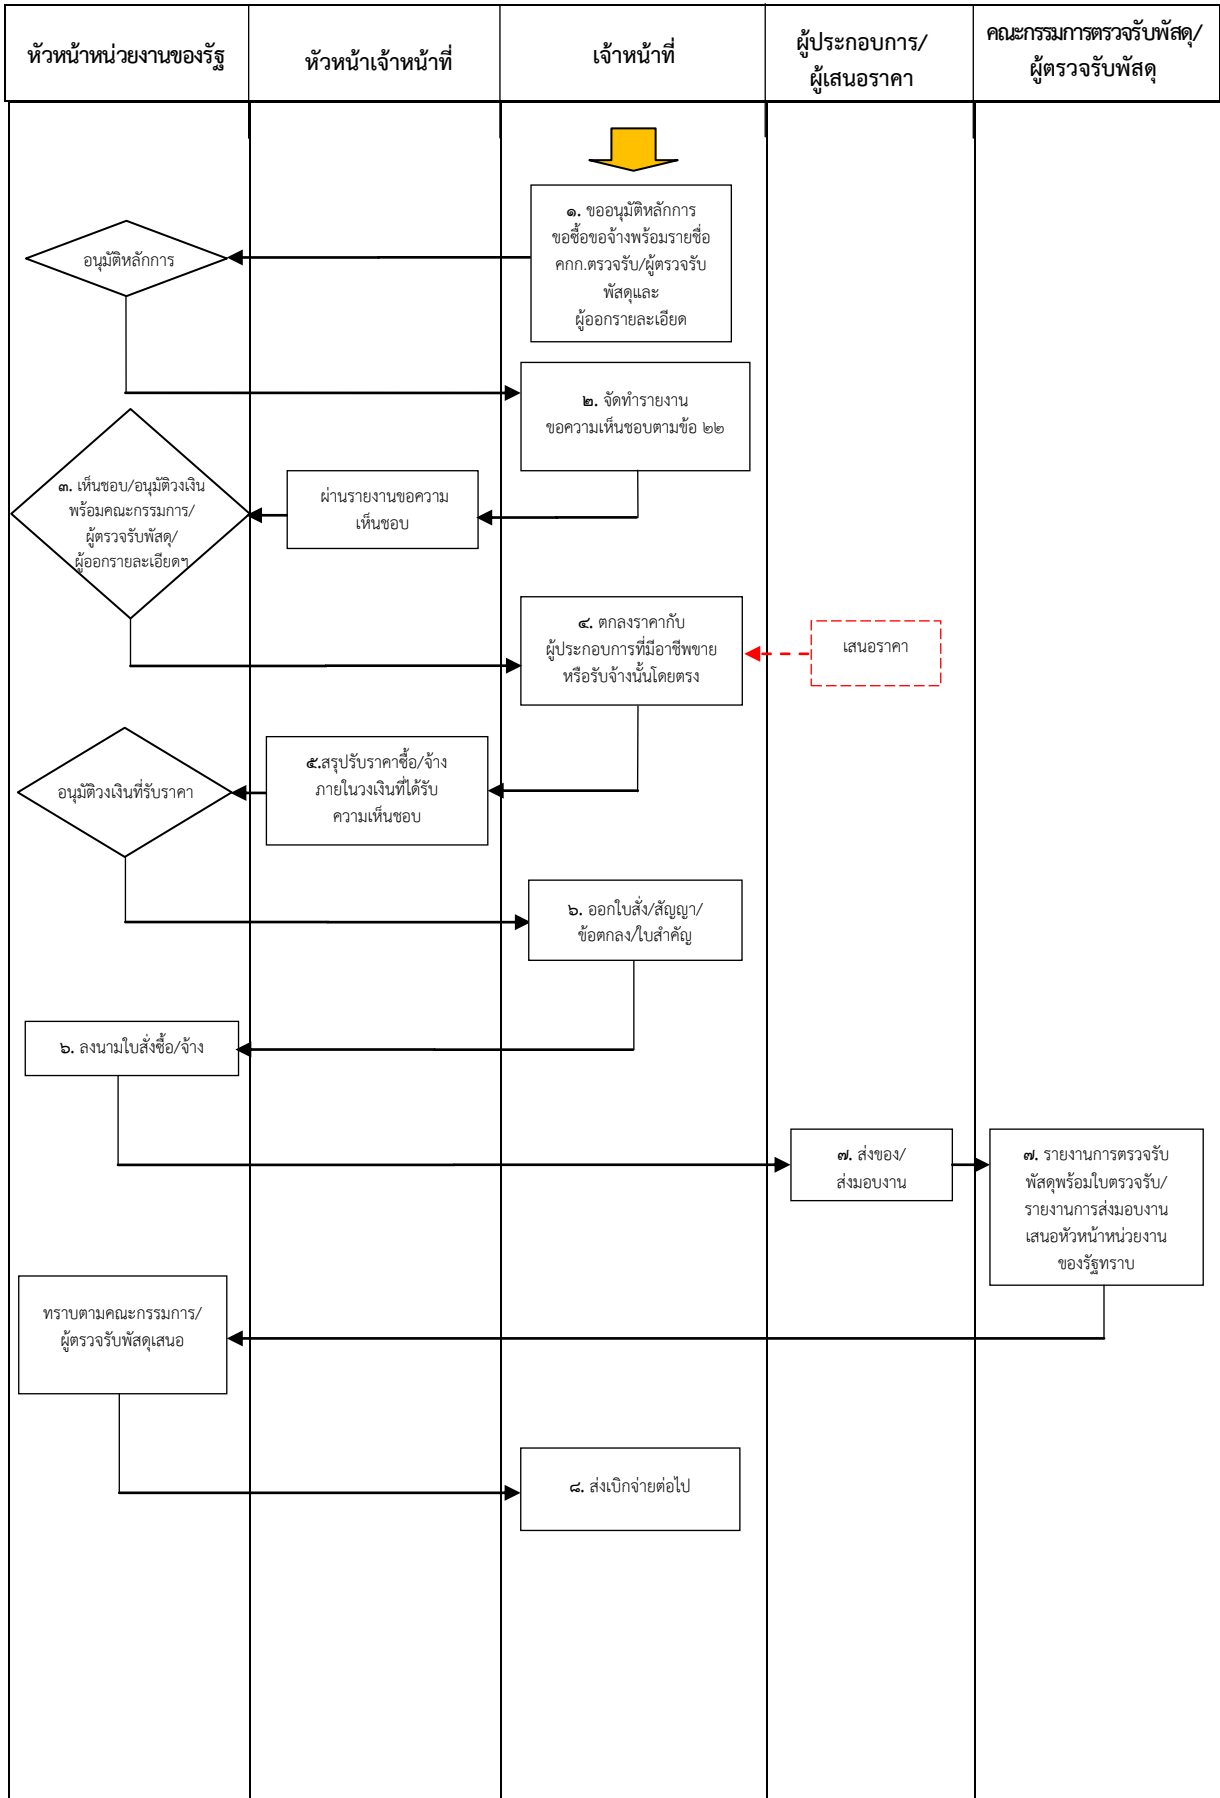 หัวหน้าหน่วยงานของรัฐ
หัวหน้าเจ้าหน้าที่
เจ้าหน้าที่
ผู้ประกอบการ/
ผู้เสนอราคา
คณะกรรมการตรวจรับพัสดุ/
ผู้ตรวจรับพัสดุ
๑. ขออนุมัติหลักการ
ขอซื้อขอจ้างพร้อมรายชื่อ
คกก.ตรวจรับ/ผู้ตรวจรับ
พัสดุและ
ผู้ออกรายละเอียด
อนุมัติหลักการ
๒. จัดทำรายงาน
ขอความเห็นชอบตามข้อ ๒๒
ผ่านรายงานขอความ
เห็นชอบ
๓. เห็นชอบ/อนุมัติวงเงิน
พร้อมคณะกรรมการ/
ผู้ตรวจรับพัสดุ/
ผู้ออกรายละเอียดฯ
๔. ตกลงราคากับ
ผู้ประกอบการที่มีอาชีพขาย
หรือรับจ้างนั้นโดยตรง
เสนอราคา
๕.สรุปรับราคาซื้อ/จ้าง
ภายในวงเงินที่ได้รับ
ความเห็นชอบ
อนุมัติวงเงินที่รับราคา
๖. ออกใบสั่ง/สัญญา/
ข้อตกลง/ใบสำคัญ
๖. ลงนามใบสั่งซื้อ/จ้าง
๗. ส่งของ/
ส่งมอบงาน
๗. รายงานการตรวจรับ
พัสดุพร้อมใบตรวจรับ/
รายงานการส่งมอบงาน
เสนอหัวหน้าหน่วยงาน
ของรัฐทราบ
ทราบตามคณะกรรมการ/
ผู้ตรวจรับพัสดุเสนอ
๘. ส่งเบิกจ่ายต่อไป